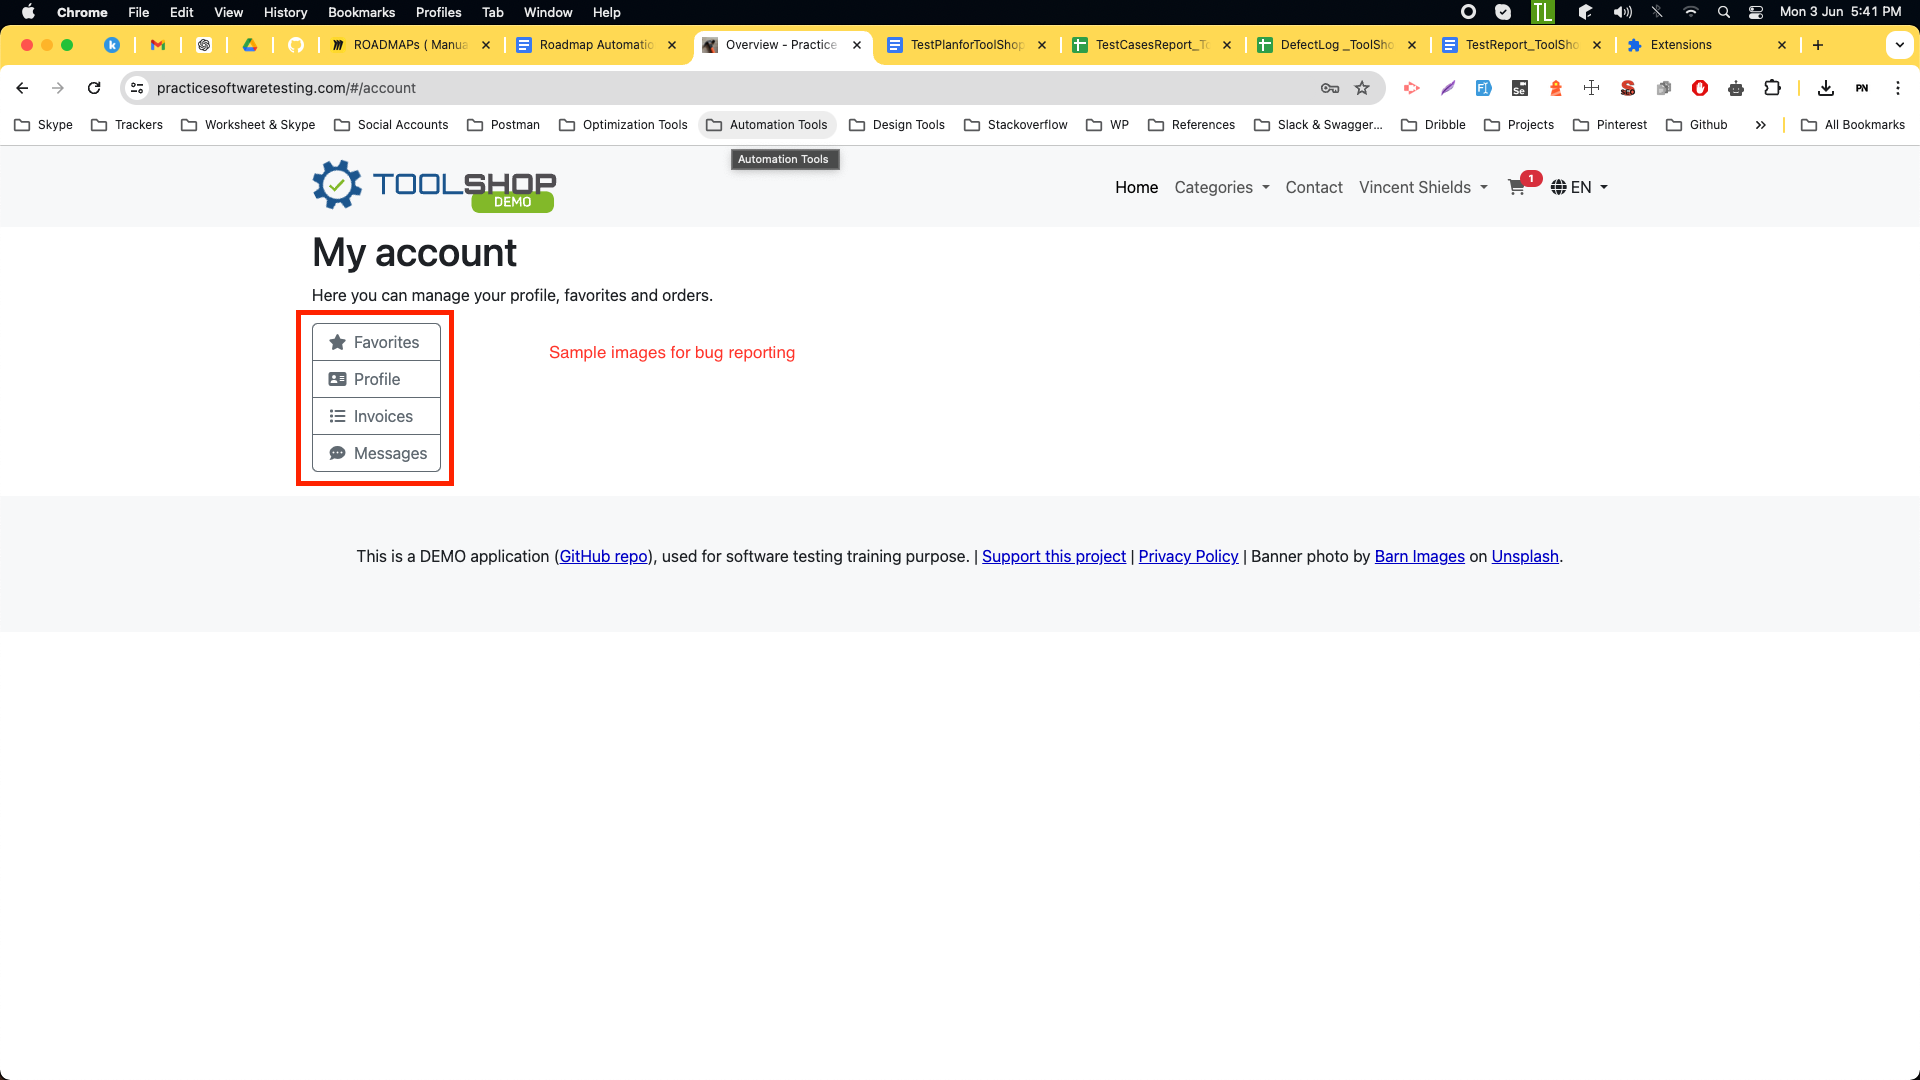 Chrome File Edit View History Bookmarks Profiles Tab Window Help TL Mon 3 Jun 5:41 PM
k ROADMAPs ( Manua Roadmap Automatio Overview - Practice TestPlanforToolShop TestCasesReport_To DefectLog _ToolSho TestReport_ToolSho Extensions
practicesoftwaretesting.com/#/account Se SEO PN
Skype Trackers Worksheet & Skype Social Accounts Postman Optimization Tools Automation Tools Design Tools Stackoverflow WP References Slack & Swagger... Dribble Projects Pinterest Github All Bookmarks
Automation Tools
TOOLSHOP
DEMO
Home Categories Contact Vincent Shields 1 EN
My account
Here you can manage your profile, favorites and orders.
Favorites
Sample images for bug reporting
Profile
Invoices
Messages
This is a DEMO application (GitHub repo), used for software testing training purpose. | Support this project | Privacy Policy | Banner photo by Barn Images on Unsplash.